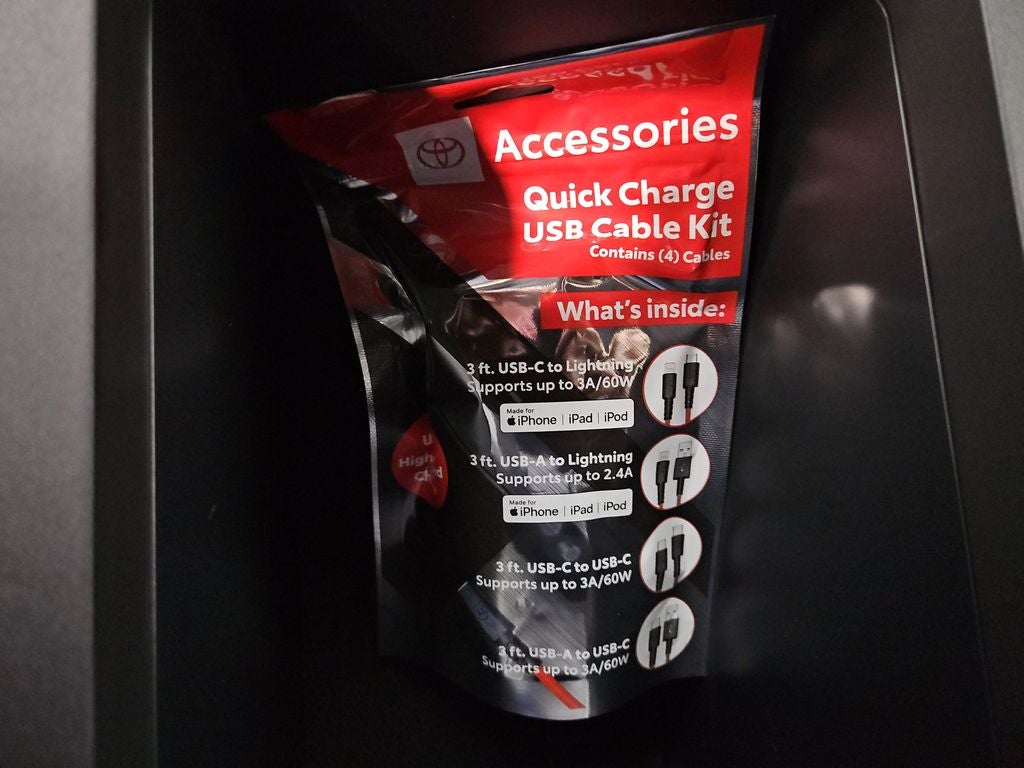 Accessories
Quick Charge
USB Cable Kit
Contains (4) Cables
What's inside:
3 ft. USB-C to Lightning
Supports up to 3A/60W
Made for
iPhone | iPad | iPod
3 ft. USB-A to Lightning
Supports up to 2.4A
Made for
iPhone | iPad | iPod
3 ft. USB-C to USB-C
Supports up to 3A/60W
3 ft. USB-A to USB-C
Supports up to 3A/60W
High